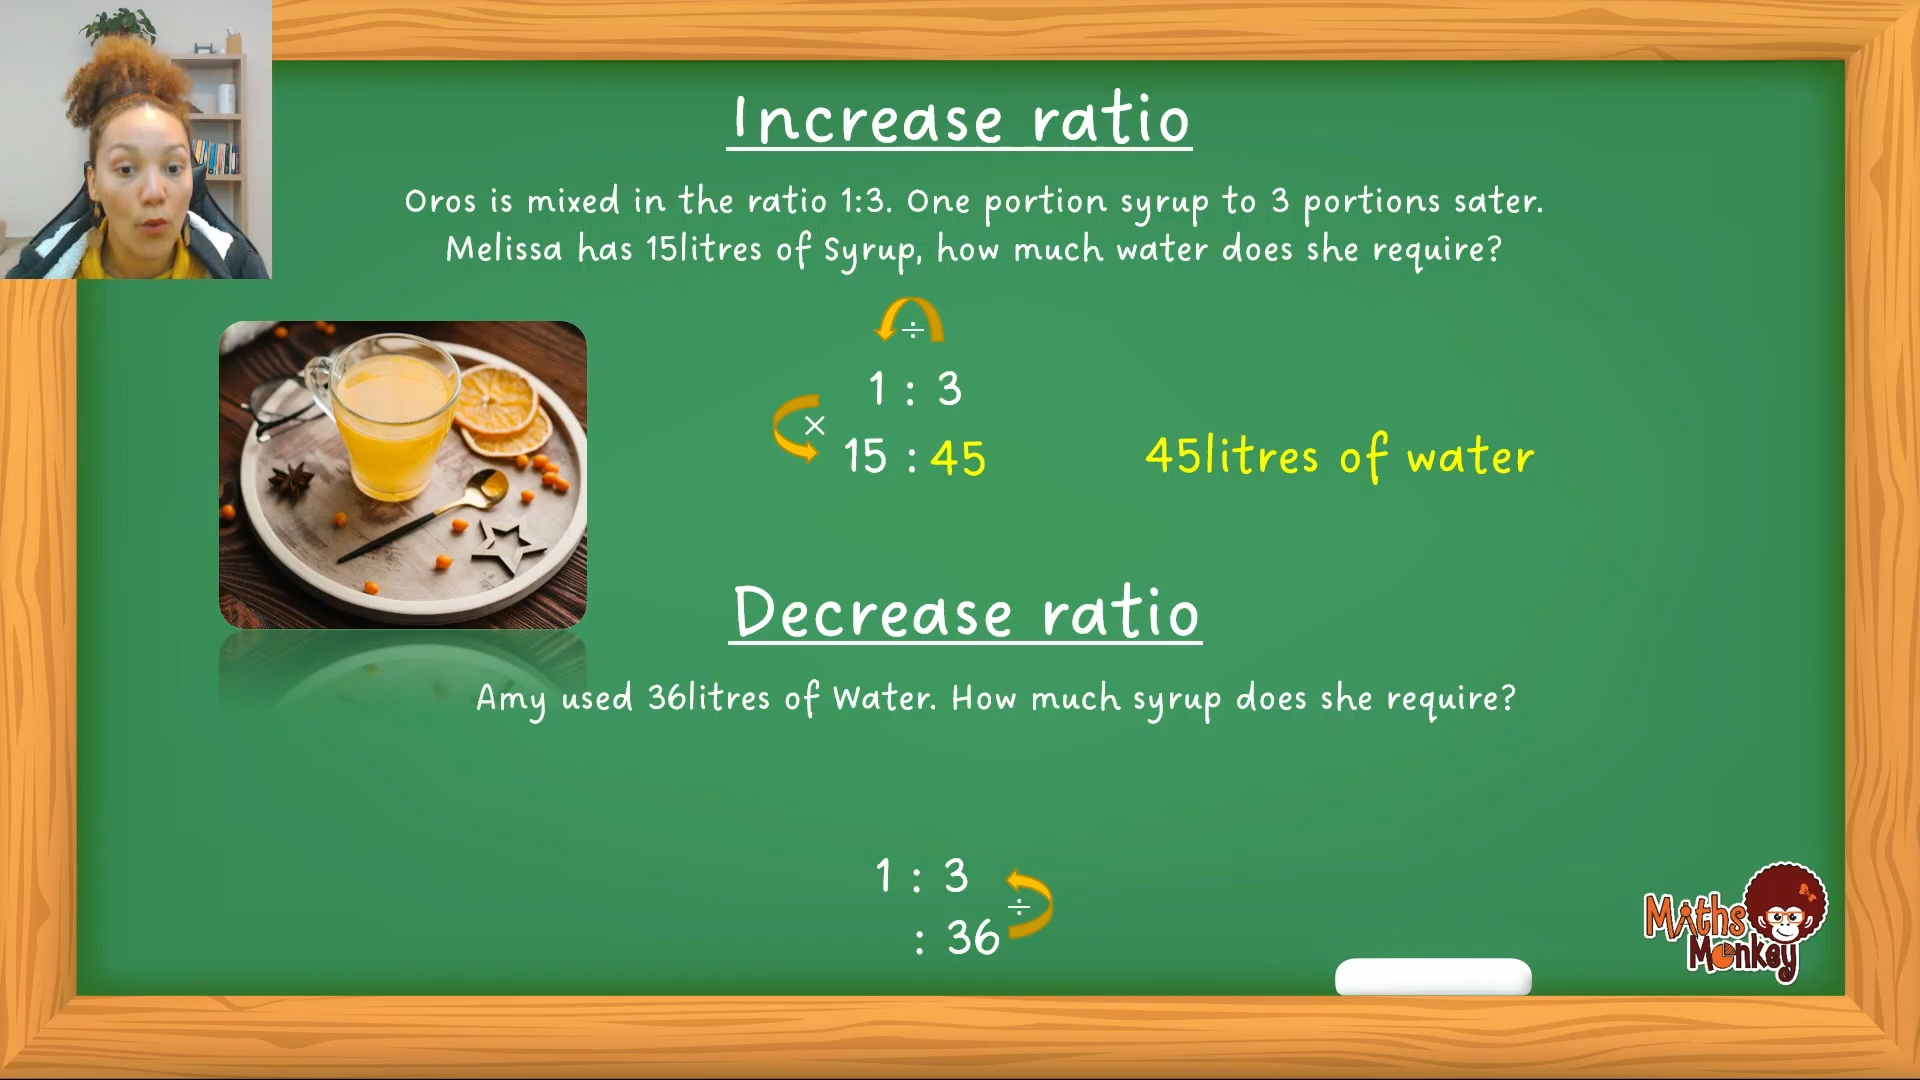 Increase ratio
Oros is mixed in the ratio 1:3. One portion syrup to 3 portions sater.
Melissa has 15litres of Syrup, how much water does she require?
÷
1 : 3
×
15 : 45
45litres of water
Decrease ratio
Amy used 36litres of Water. How much syrup does she require?
1 : 3
÷
: 36
Maths
Monkey